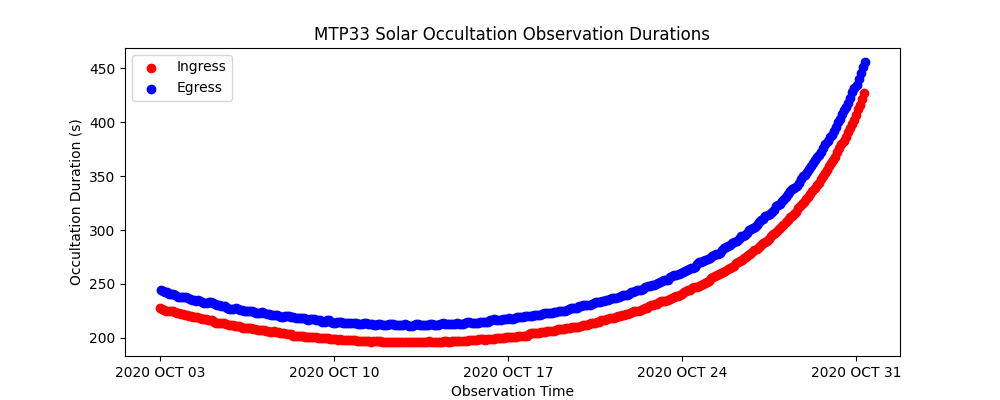 MTP33 Solar Occultation Observation Durations
Ingress
Egress
450
400
350
300
250
200
Occultation Duration (s)
2020 OCT 03 2020 OCT 10 2020 OCT 17 2020 OCT 24 2020 OCT 31
Observation Time